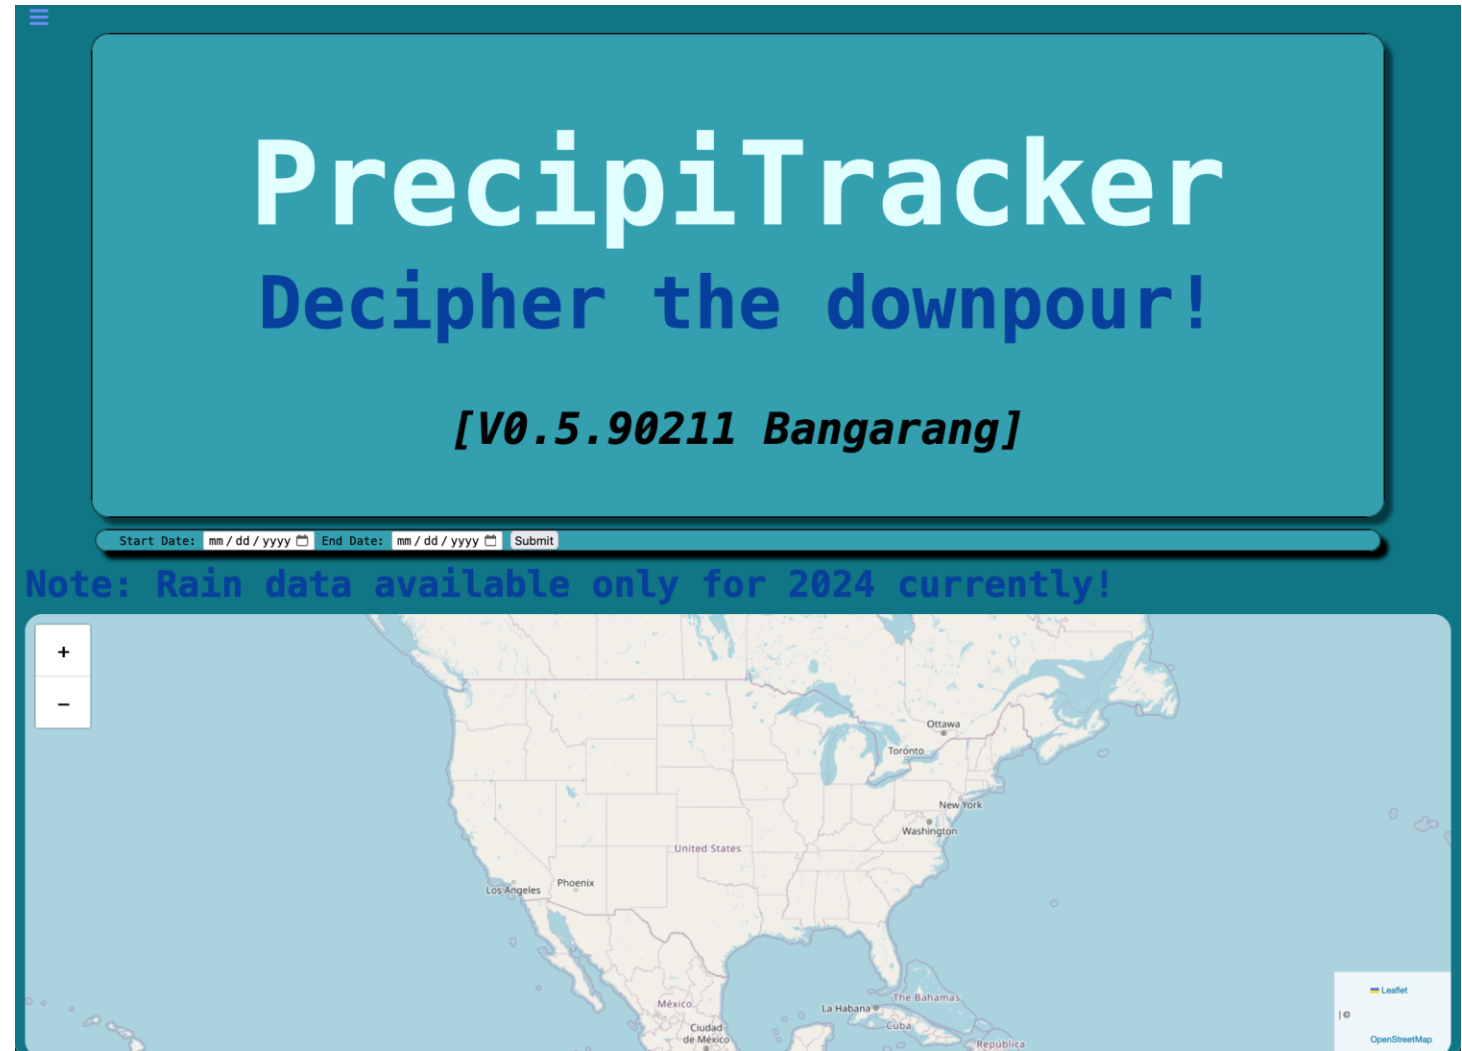 PrecipiTracker
Decipher the downpour!
[V0.5.90211 Bangarang]
Start Date: mm/dd/yyyy End Date: mm/dd/yyyy Submit
Note: Rain data available only for 2024 currently!
+
−
Ottawa
Toronto
New York
Washington
United States
Phoenix
Los Angeles
The Bahamas
La Habana
México
Cuba
Ciudad
de México
República
Leaflet
| ©
OpenStreetMap